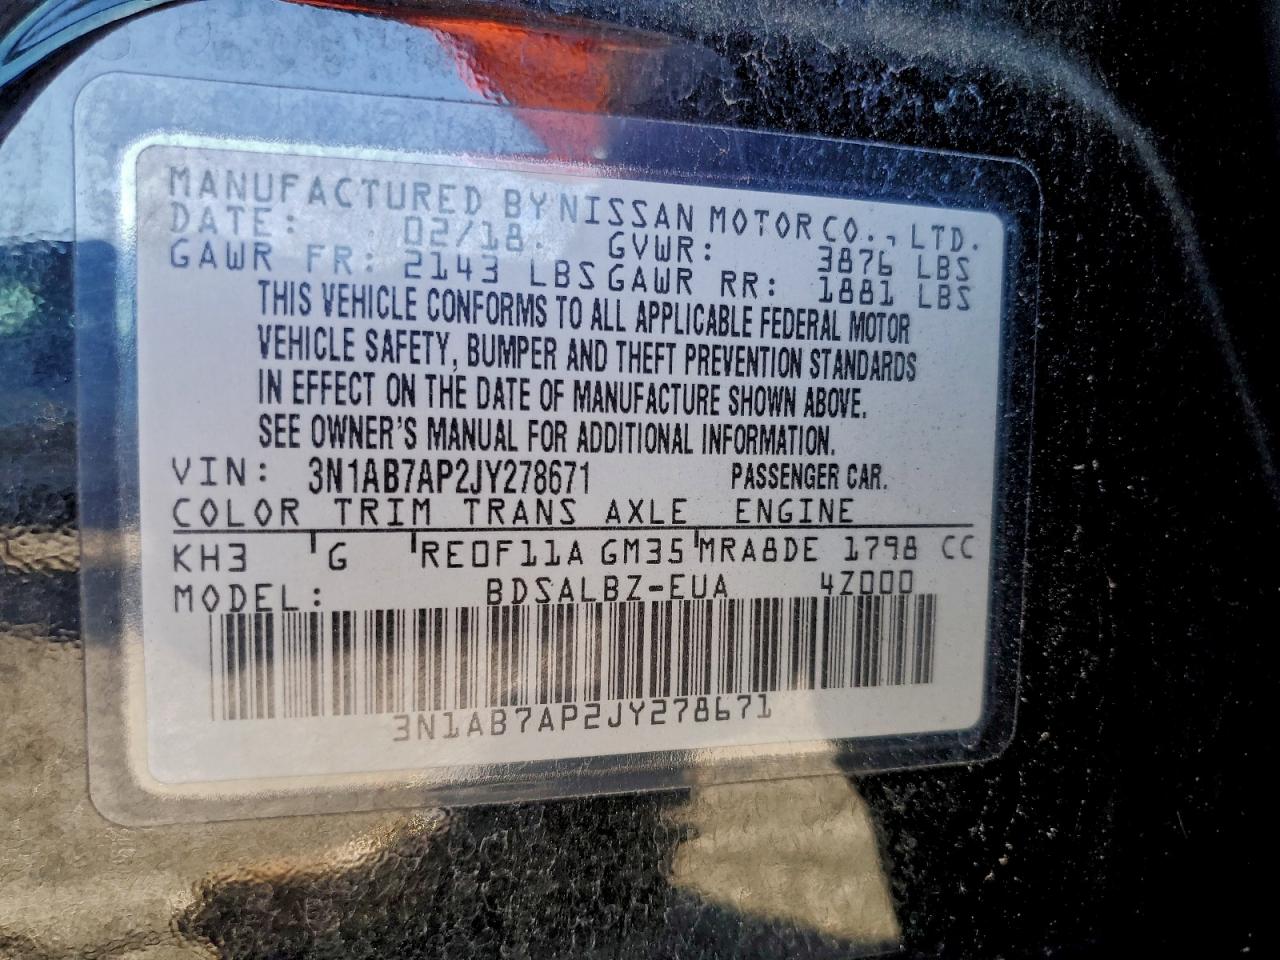 MANUFACTURED BY NISSAN MOTOR CO., LTD.
DATE: 02/18. GVWR: 3876 LBS
GAWR FR: 2143 LBS GAWR RR: 1881 LBS
THIS VEHICLE CONFORMS TO ALL APPLICABLE FEDERAL MOTOR
VEHICLE SAFETY, BUMPER AND THEFT PREVENTION STANDARDS
IN EFFECT ON THE DATE OF MANUFACTURE SHOWN ABOVE.
SEE OWNER'S MANUAL FOR ADDITIONAL INFORMATION.
VIN: 3N1AB7AP2JY278671 PASSENGER CAR.
COLOR TRIM TRANS AXLE ENGINE
KH3 G RE0F11A GM35 MRA8DE 1798 CC
MODEL: BDSALBZ-EUA 4Z000
3N1AB7AP2JY278671